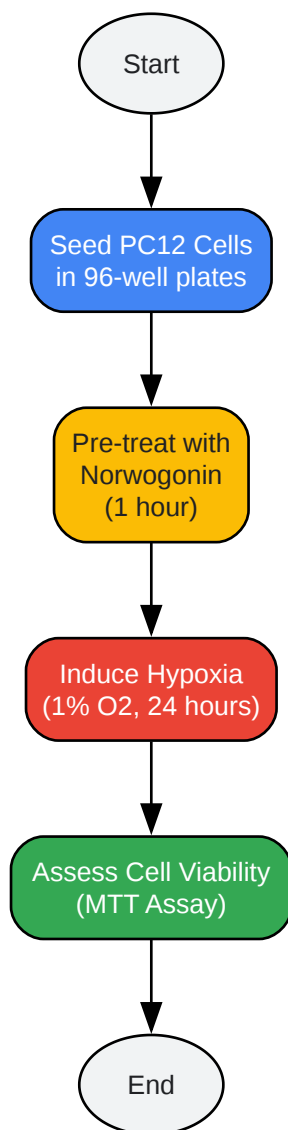 Start
Seed PC12 Cells
in 96-well plates
Pre-treat with
Norwogonin
(1 hour)
Induce Hypoxia
(1% O2, 24 hours)
Assess Cell Viability
(MTT Assay)
End